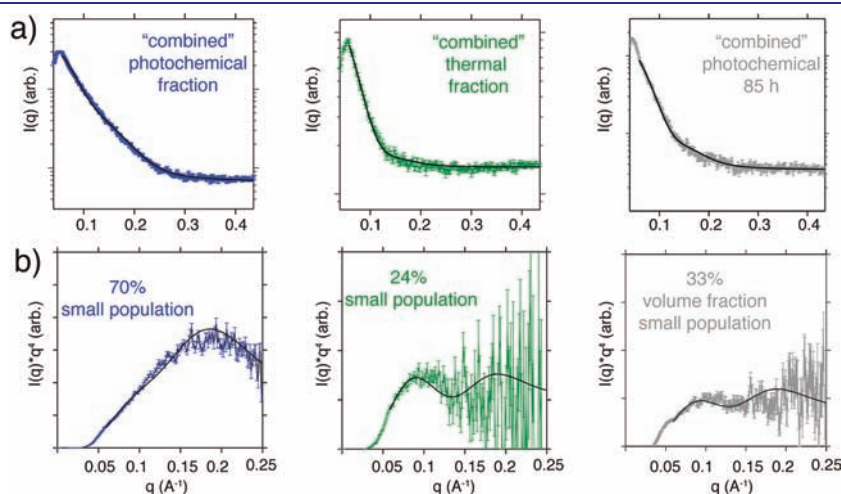 a)
I(q) (arb.)
"combined"
photochemical
fraction
0.1 0.2 0.3 0.4
I(q) (arb.)
"combined"
thermal
fraction
0.1 0.2 0.3 0.4
I(q) (arb.)
"combined"
photochemical
85 h
0.1 0.2 0.3 0.4
b)
I(q)*q⁴ (arb.)
70%
small population
0.05 0.1 0.15 0.2 0.25
q (A⁻¹)
I(q)*q⁴ (arb.)
24%
small population
0.05 0.1 0.15 0.2 0.25
q (A⁻¹)
I(q)*q⁴ (arb.)
33%
volume fraction
small population
0.05 0.1 0.15 0.2 0.25
q (A⁻¹)